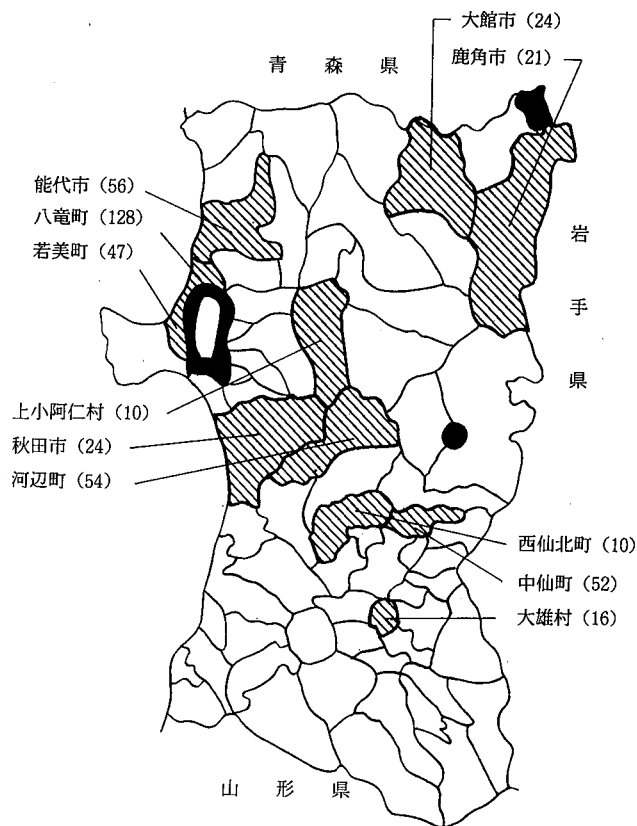 大館市 (24)
鹿角市 (21)
青森県
能代市 (56)
八竜町 (128)
若美町 (47)
岩手県
上小阿仁村 (10)
秋田市 (24)
河辺町 (54)
西仙北町 (10)
中仙町 (52)
大雄村 (16)
山形県